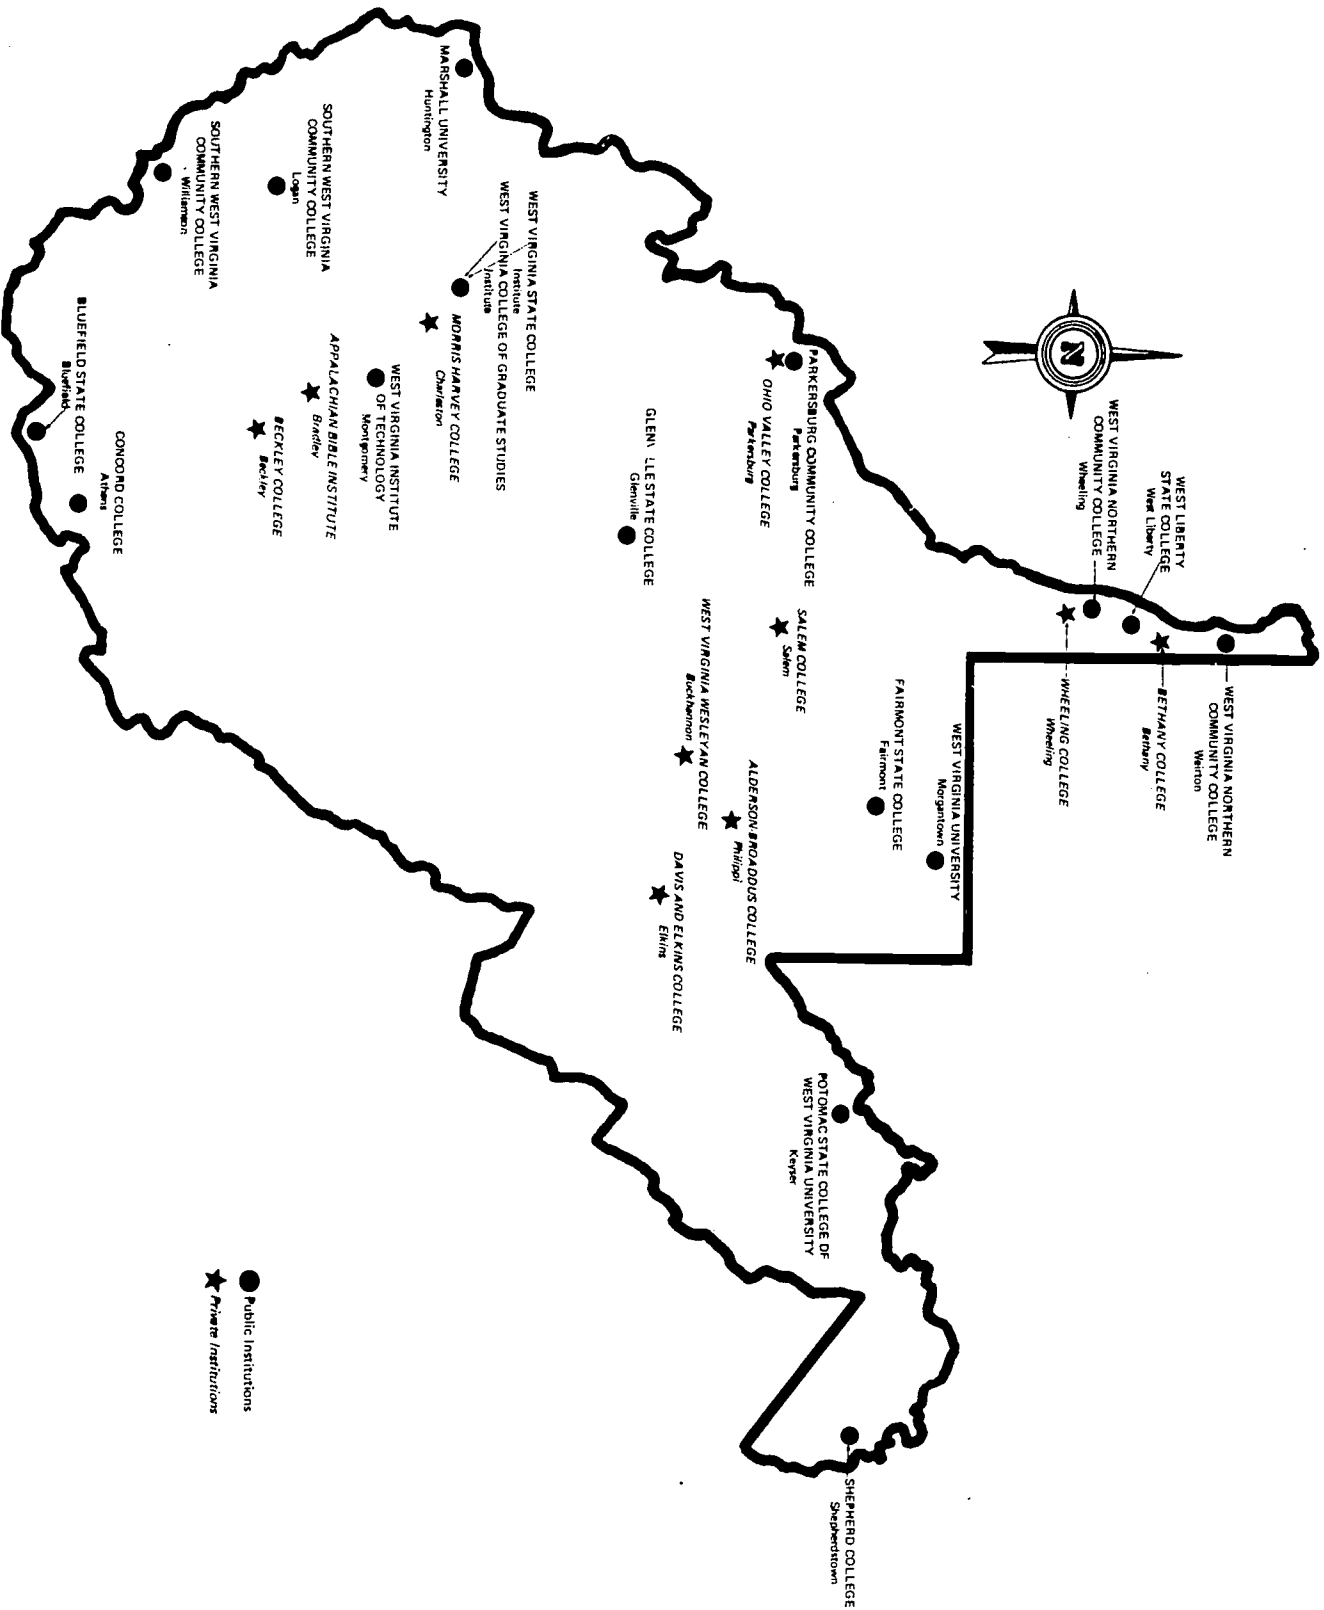 N
WEST VIRGINIA NORTHERN
COMMUNITY COLLEGE
Weirton
BETHANY COLLEGE
Bethany
WEST LIBERTY
STATE COLLEGE
West Liberty
WEST VIRGINIA NORTHERN
COMMUNITY COLLEGE
Wheeling
WHEELING COLLEGE
Wheeling
WEST VIRGINIA UNIVERSITY
Morgantown
FAIRMONT STATE COLLEGE
Fairmont
PARKERSBURG COMMUNITY COLLEGE
Parkersburg
OHIO VALLEY COLLEGE
Parkersburg
SALEM COLLEGE
Salem
SHEPHERD COLLEGE
Shepherdstown
POTOMAC STATE COLLEGE OF
WEST VIRGINIA UNIVERSITY
Keyser
ALDERSON-BROADDUS COLLEGE
Philippi
WEST VIRGINIA WESLEYAN COLLEGE
Buckhannon
DAVIS AND ELKINS COLLEGE
Elkins
STATE COLLEGE
Glenville
WEST VIRGINIA STATE COLLEGE
Institute
WEST VIRGINIA COLLEGE OF GRADUATE STUDIES
Institute
MARSHALL UNIVERSITY
Huntington
MORRIS HARVEY COLLEGE
Charleston
WEST VIRGINIA INSTITUTE
OF TECHNOLOGY
Montgomery
APPALACHIAN BIBLE INSTITUTE
Bradley
SOUTHERN WEST VIRGINIA
COMMUNITY COLLEGE
Logan
BECKLEY COLLEGE
Beckley
SOUTHERN WEST VIRGINIA
COMMUNITY COLLEGE
Williamson
CONCORD COLLEGE
Athens
BLUEFIELD STATE COLLEGE
Bluefield
Public Institutions
Private Institutions